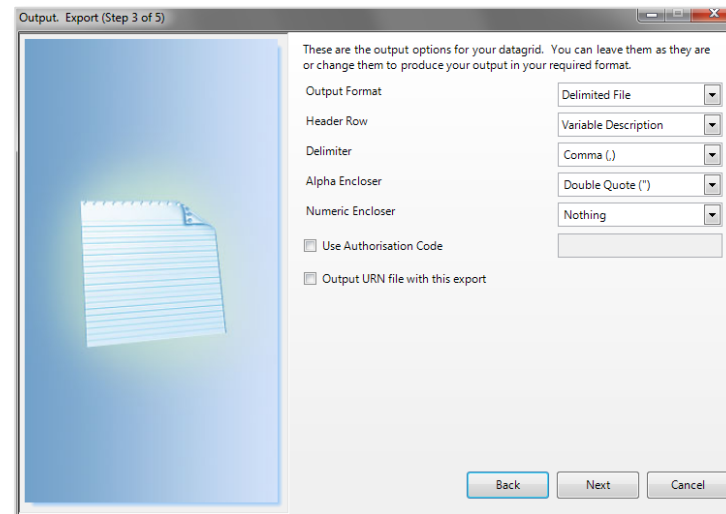 Output. Export (Step 3 of 5)
These are the output options for your datagrid. You can leave them as they are
or change them to produce your output in your required format.
Output Format
Delimited File
Header Row
Variable Description
Delimiter
Comma (,)
Alpha Encloser
Double Quote (")
Numeric Encloser
Nothing
Use Authorisation Code
Output URN file with this export
Back
Next
Cancel